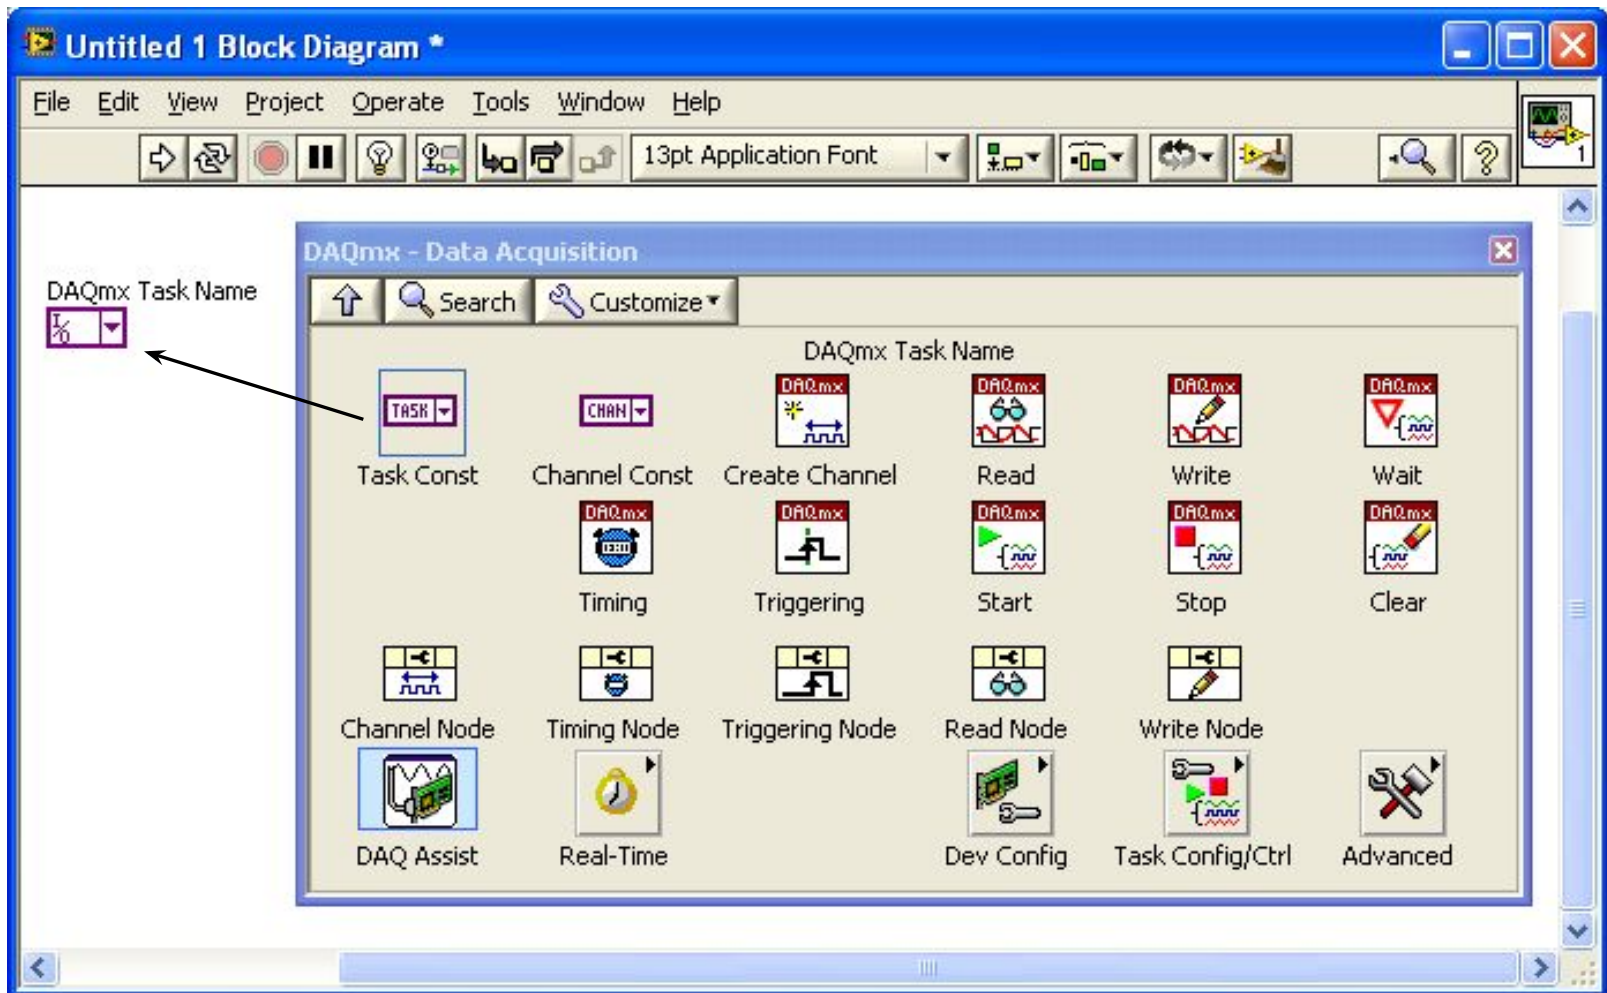 Untitled 1 Block Diagram *
File Edit View Project Operate Tools Window Help
13pt Application Font
1
DAQmx Task Name
DAQmx - Data Acquisition
Search Customize
DAQmx Task Name
TASK CHAN DAQmx DAQmx DAQmx DAQmx
Task Const Channel Const Create Channel Read Write Wait
DAQmx DAQmx DAQmx DAQmx DAQmx
Timing Triggering Start Stop Clear
Channel Node Timing Node Triggering Node Read Node Write Node
DAQ Assist Real-Time Dev Config Task Config/Ctrl Advanced